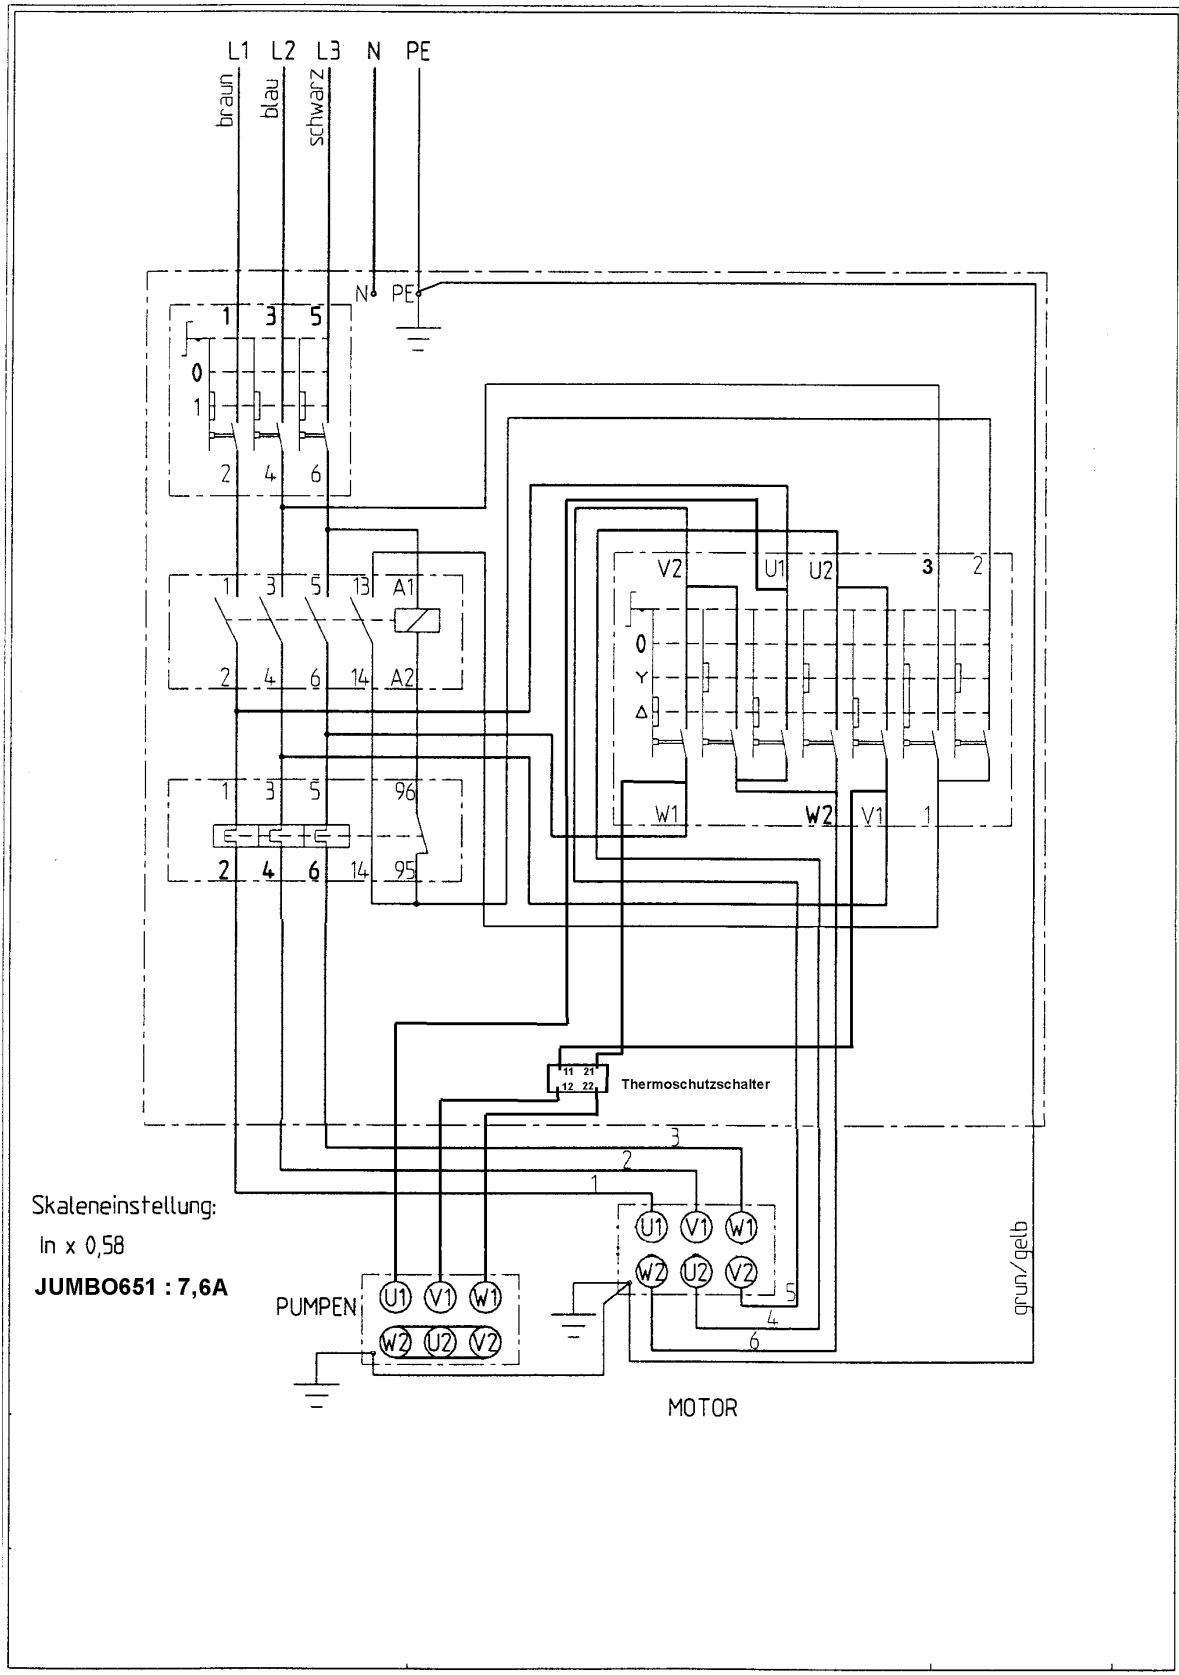 L1 L2 L3 N PE
braun
blau
schwarz
N PE
1 3 5
0
1
2 4 6
V2 U1 U2 3 2
1 3 5 13 A1
0
Y
2 4 6 14 A2
Δ
1 3 5 96
W1 W2 V1 1
2 4 6 14 95
11 21
12 22
Thermoschutzschalter
3
2
1
Skaleneinstellung:
In x 0,58
JUMBO651 : 7,6A
U1 V1 W1
W2 U2 V2
5
4
6
grün/gelb
PUMPEN
U1 V1 W1
W2 U2 V2
MOTOR